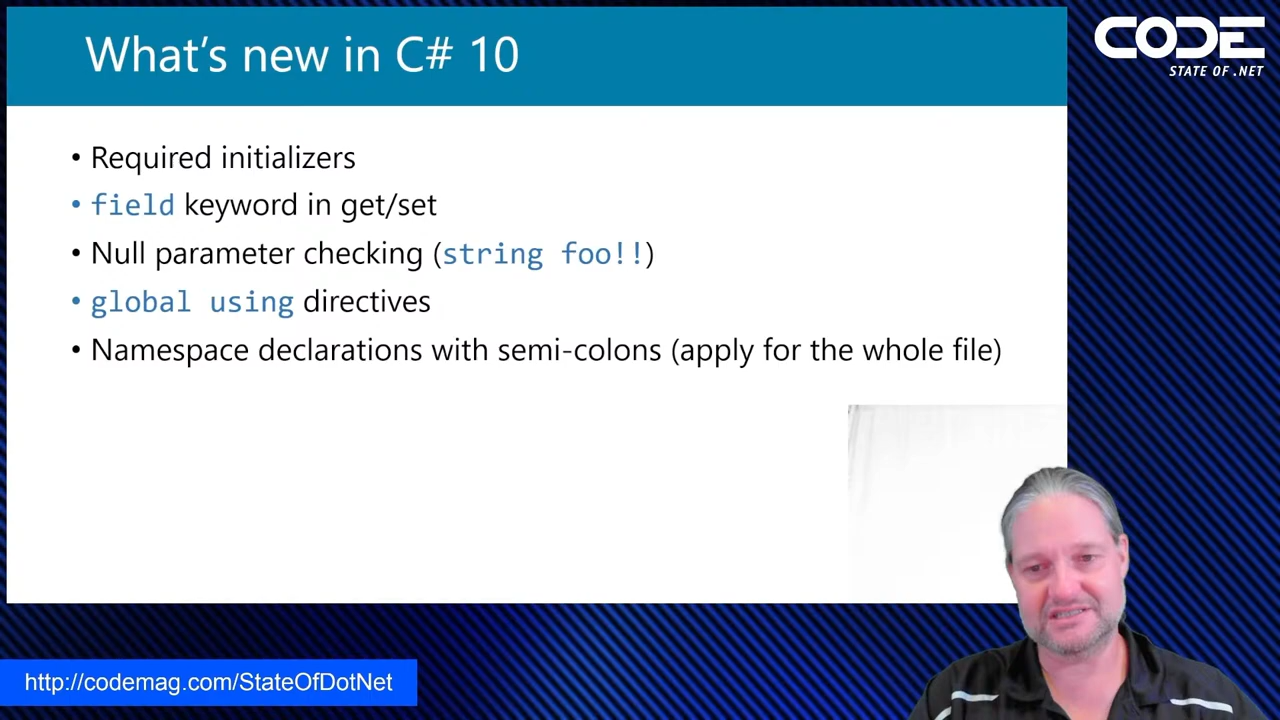 What's new in C# 10
CODE
STATE OF .NET
• Required initializers
• field keyword in get/set
• Null parameter checking (string foo!!)
• global using directives
• Namespace declarations with semi-colons (apply for the whole file)
http://codemag.com/StateOfDotNet